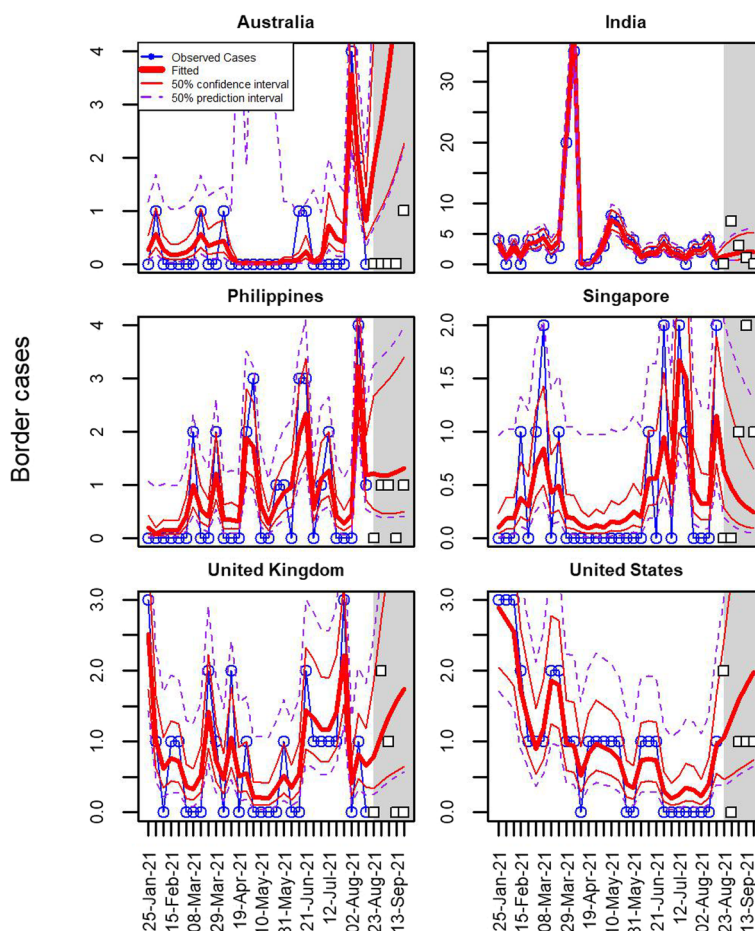 Australia
India
Observed Cases
Fitted
50% confidence interval
50% prediction interval
0
1
2
3
4
0
5
10
20
30
Philippines
Singapore
0
1
2
3
4
0.0
0.5
1.0
1.5
2.0
Border cases
United Kingdom
United States
0.0
1.0
2.0
3.0
0.0
1.0
2.0
3.0
25-Jan-21
15-Feb-21
08-Mar-21
29-Mar-21
19-Apr-21
10-May-21
31-May-21
21-Jun-21
12-Jul-21
02-Aug-21
23-Aug-21
13-Sep-21
25-Jan-21
15-Feb-21
08-Mar-21
29-Mar-21
19-Apr-21
10-May-21
31-May-21
21-Jun-21
12-Jul-21
02-Aug-21
23-Aug-21
13-Sep-21